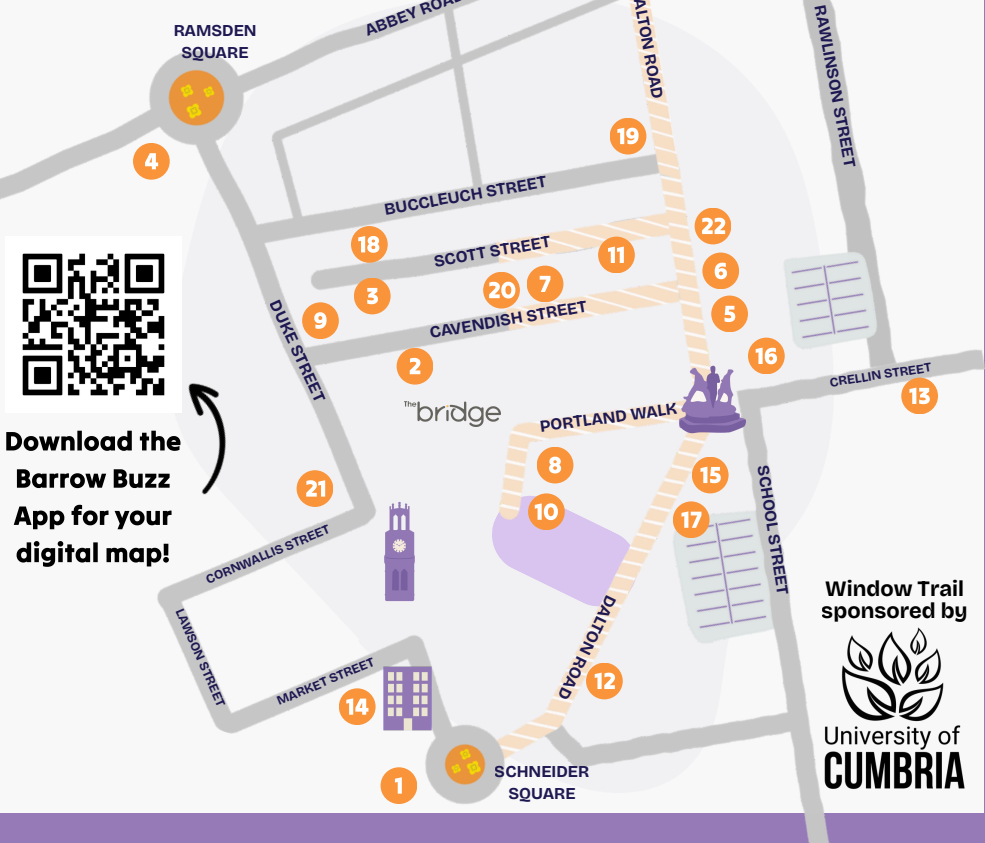 RAMSDEN
SQUARE
ABBEY ROAD
ALTON ROAD
RAWLINSON STREET
4
19
BUCCLEUCH STREET
18
SCOTT STREET
22
11
6
3
20
7
9
CAVENDISH STREET
5
DUKE STREET
2
16
CRELLIN STREET
13
The bridge
PORTLAND WALK
Download the
Barrow Buzz
App for your
digital map!
8
15
SCHOOL STREET
21
10
17
CORNWALLIS STREET
LAWSON STREET
MARKET STREET
DALTON ROAD
12
14
1
SCHNEIDER
SQUARE
Window Trail
sponsored by
University of
CUMBRIA